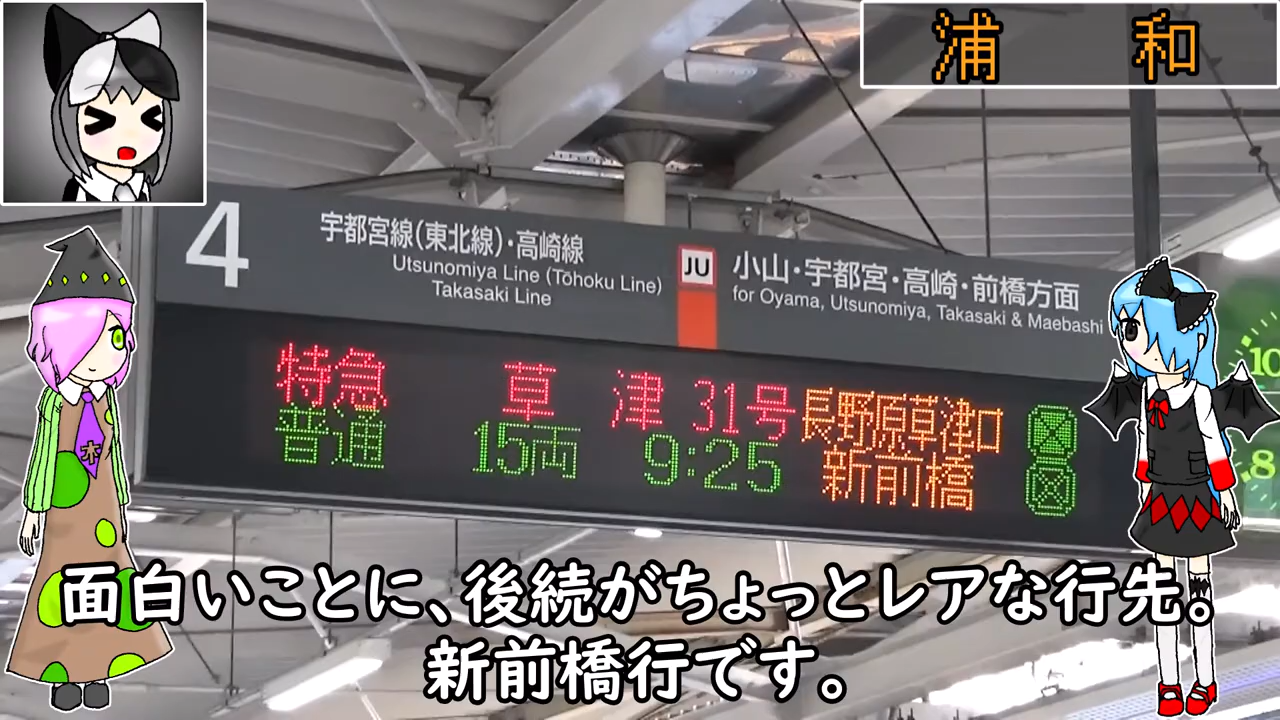 浦和
4
宇都宮線(東北線)・高崎線
Utsunomiya Line (Tōhoku Line)
Takasaki Line
JU
小山・宇都宮・高崎・前橋方面
for Oyama, Utsunomiya, Takasaki & Maebashi
特急 草津 31号 長野原草津口
普通 15両 9:25 新前橋
10
8
木
面白いことに、後続がちょっとレアな行先。
新前橋行です。